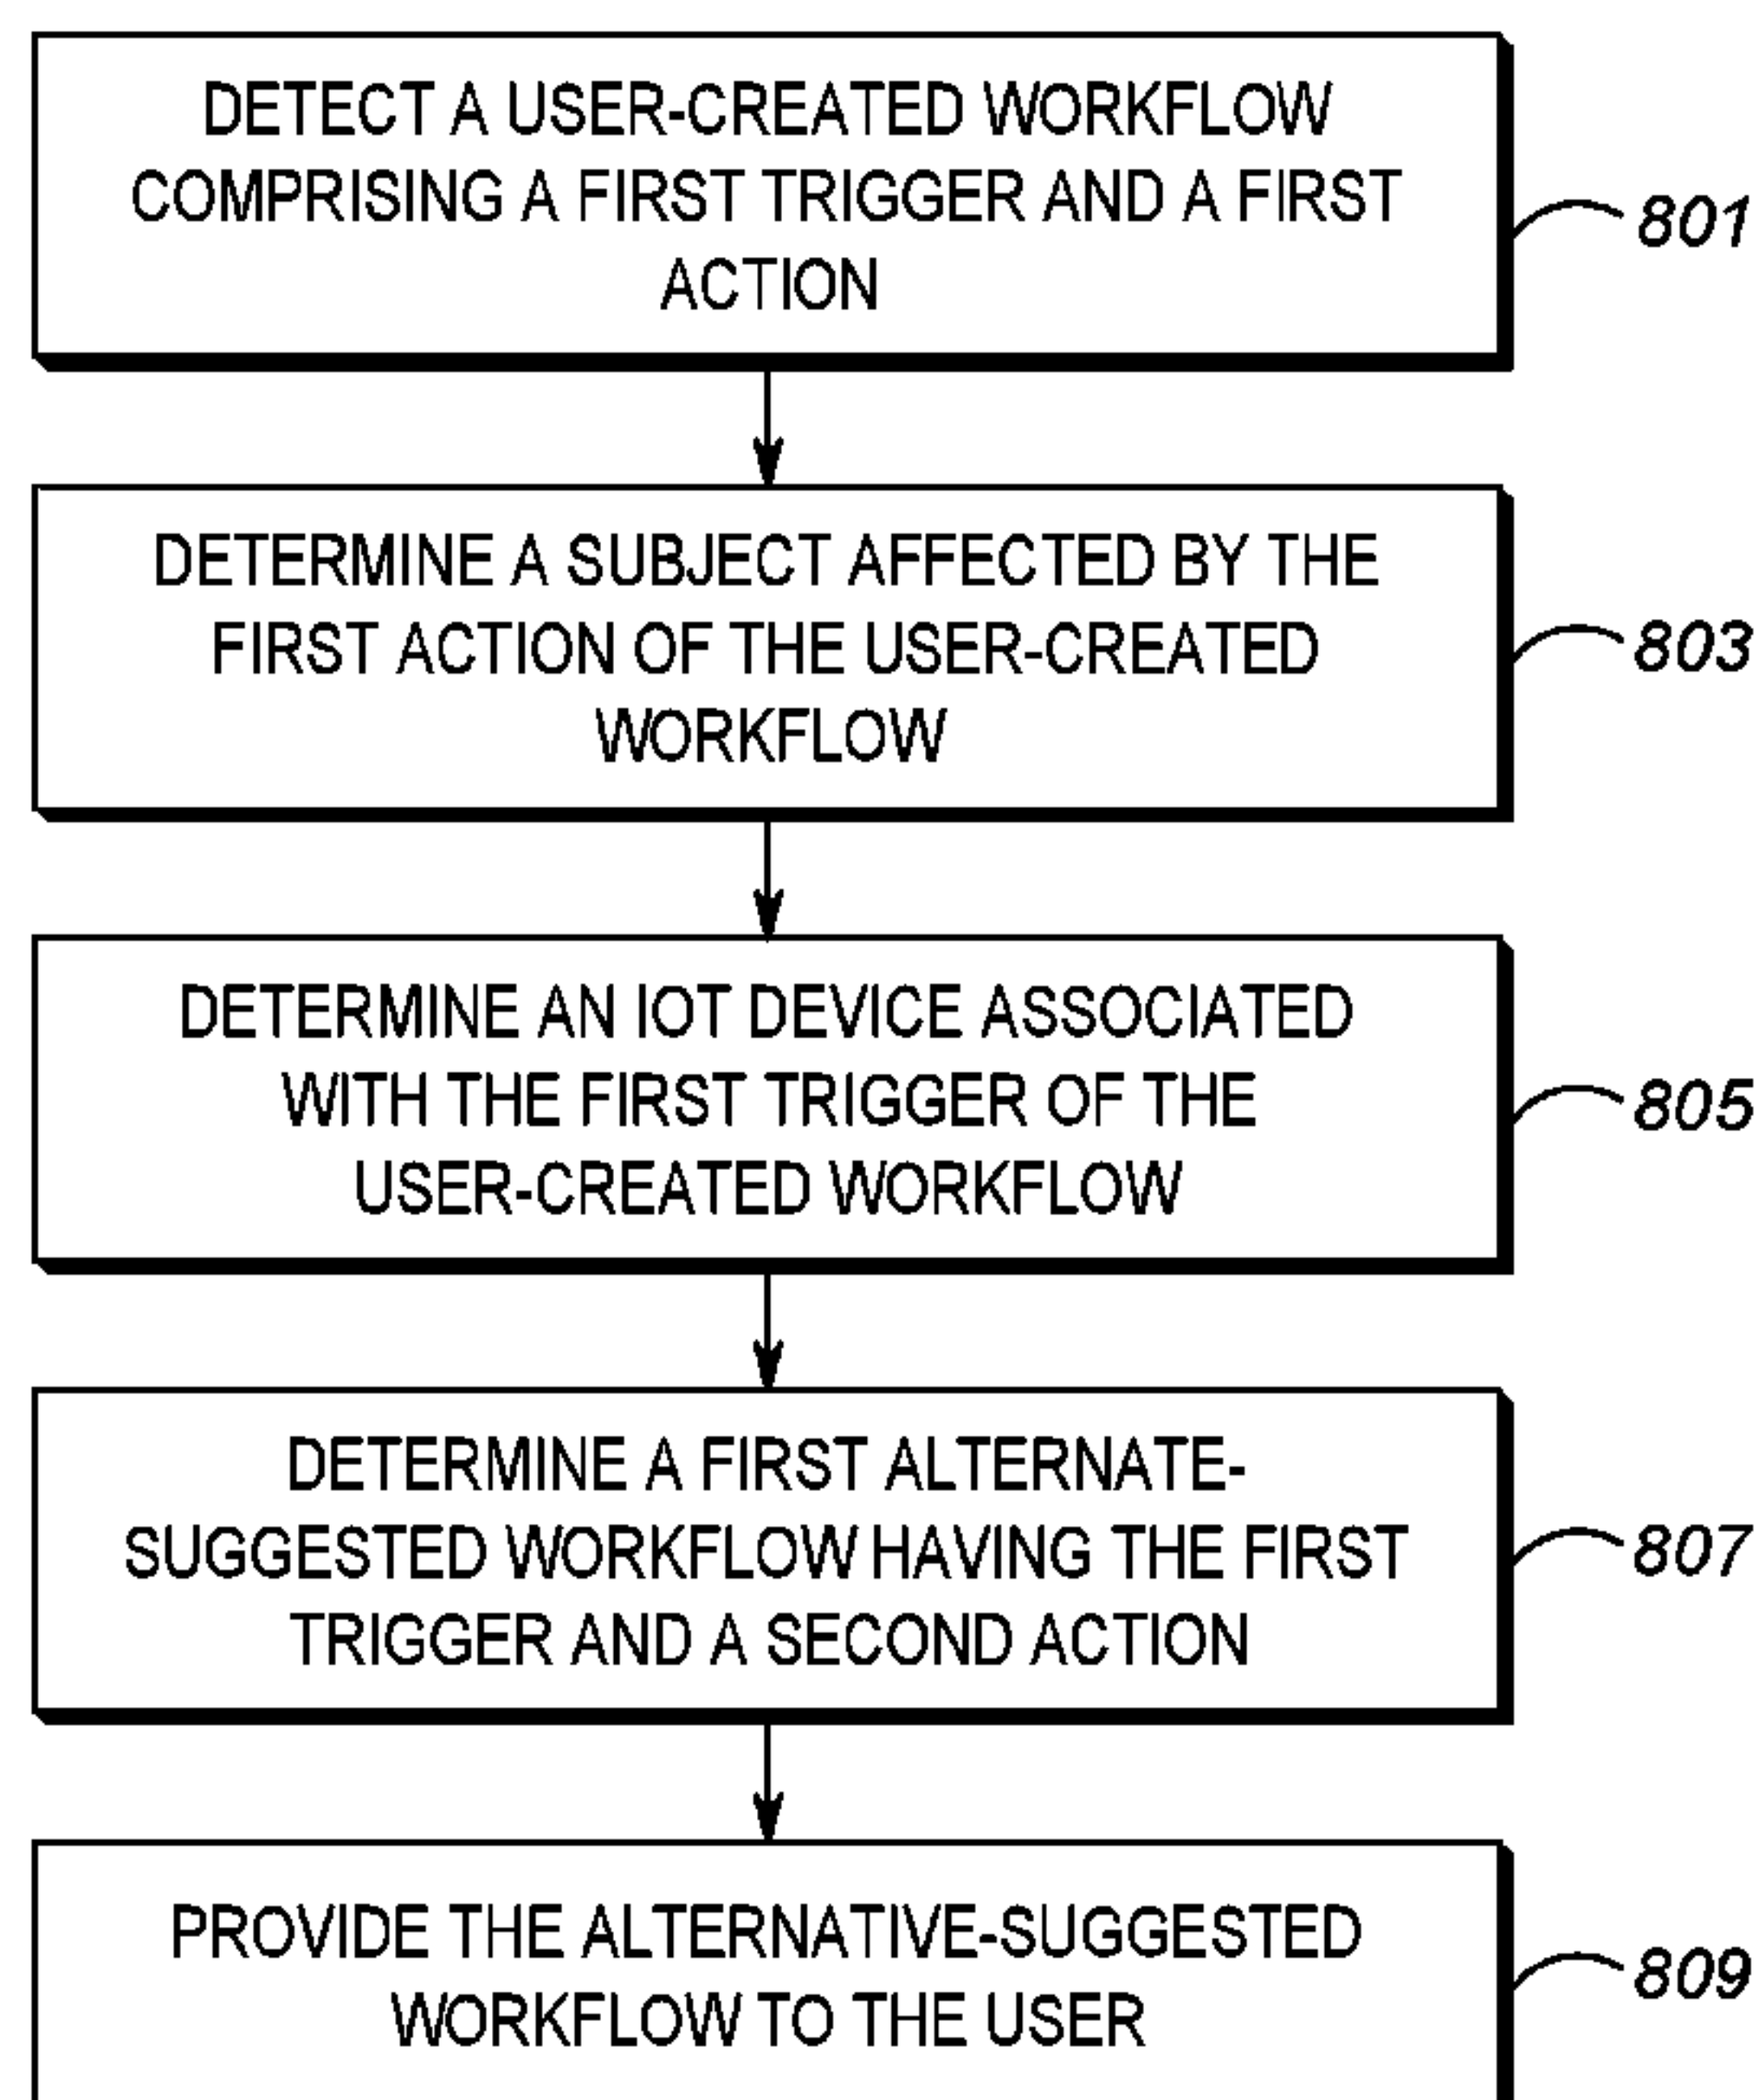 DETECT A USER-CREATED WORKFLOW
COMPRISING A FIRST TRIGGER AND A FIRST
ACTION
801
DETERMINE A SUBJECT AFFECTED BY THE
FIRST ACTION OF THE USER-CREATED
WORKFLOW
803
DETERMINE AN IOT DEVICE ASSOCIATED
WITH THE FIRST TRIGGER OF THE
USER-CREATED WORKFLOW
805
DETERMINE A FIRST ALTERNATE-
SUGGESTED WORKFLOW HAVING THE FIRST
TRIGGER AND A SECOND ACTION
807
PROVIDE THE ALTERNATIVE-SUGGESTED
WORKFLOW TO THE USER
809